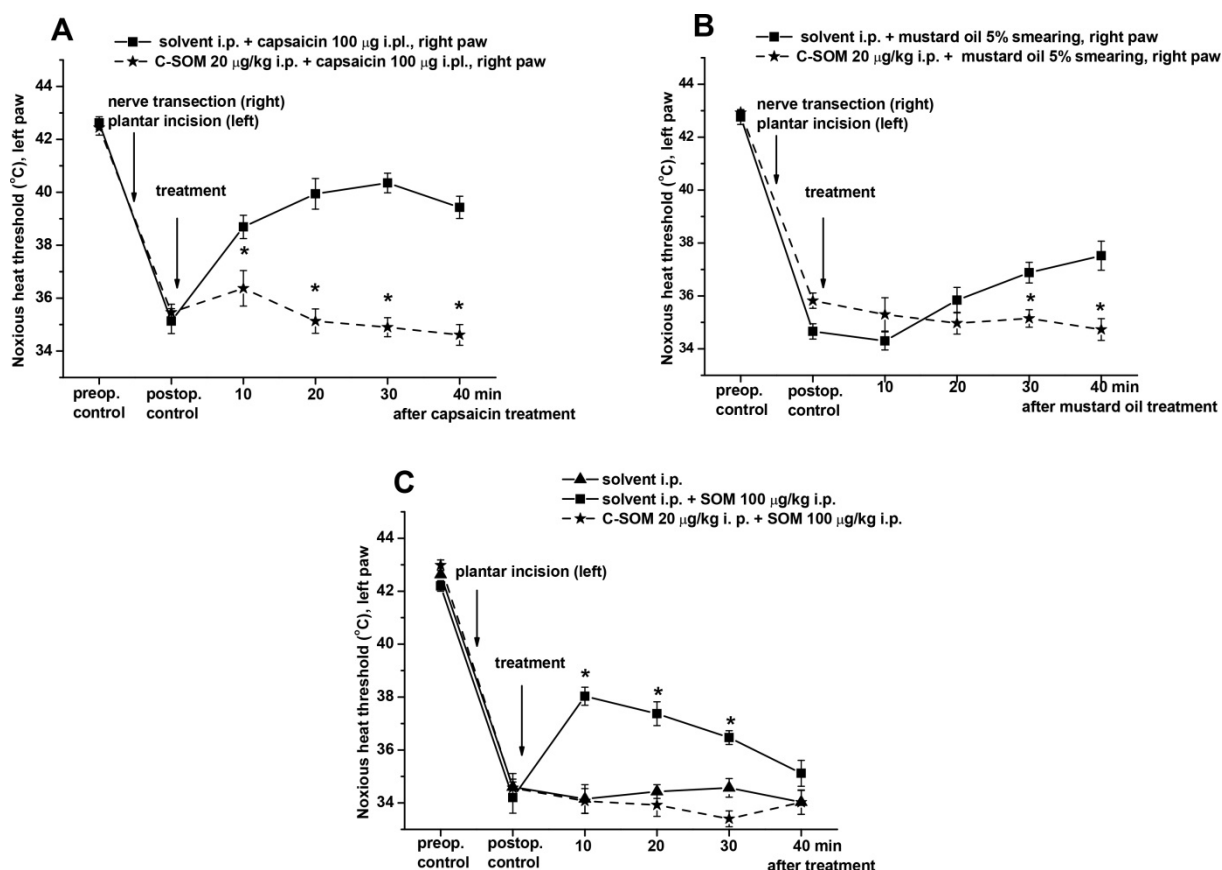 A
solvent i.p. + capsaicin 100 μg i.pl., right paw
C-SOM 20 μg/kg i.p. + capsaicin 100 μg i.pl., right paw
Noxious heat threshold (°C), left paw
44
42
40
38
36
34
nerve transection (right)
plantar incision (left)
treatment
*
*
*
*
preop. control
postop. control
10
20
30
40 min
after capsaicin treatment
B
solvent i.p. + mustard oil 5% smearing, right paw
C-SOM 20 μg/kg i.p. + mustard oil 5% smearing, right paw
Noxious heat threshold (°C), left paw
44
42
40
38
36
34
nerve transection (right)
plantar incision (left)
treatment
*
*
preop. control
postop. control
10
20
30
40 min
after mustard oil treatment
C
solvent i.p.
solvent i.p. + SOM 100 μg/kg i.p.
C-SOM 20 μg/kg i. p. + SOM 100 μg/kg i.p.
Noxious heat threshold (°C), left paw
44
42
40
38
36
34
plantar incision (left)
treatment
*
*
*
preop. control
postop. control
10
20
30
40 min
after treatment